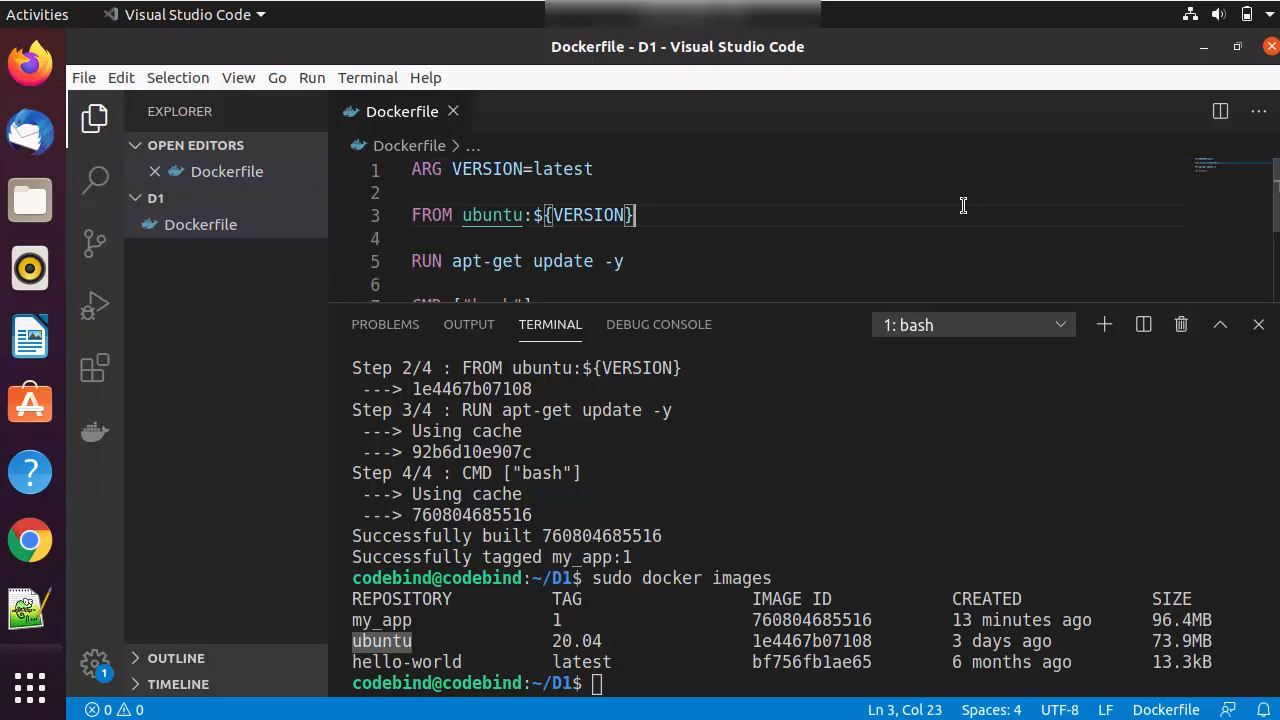 Activities
Visual Studio Code
Dockerfile - D1 - Visual Studio Code
File Edit Selection View Go Run Terminal Help
EXPLORER
OPEN EDITORS
Dockerfile
D1
Dockerfile
OUTLINE
TIMELINE
1
Dockerfile
Dockerfile > ...
1 ARG VERSION=latest
2
3 FROM ubuntu:${VERSION}
4
5 RUN apt-get update -y
6
7 CMD ["bash"]
PROBLEMS OUTPUT TERMINAL DEBUG CONSOLE
1: bash
Step 2/4 : FROM ubuntu:${VERSION}
---> 1e4467b07108
Step 3/4 : RUN apt-get update -y
---> Using cache
---> 92b6d10e907c
Step 4/4 : CMD ["bash"]
---> Using cache
---> 760804685516
Successfully built 760804685516
Successfully tagged my_app:1
codebind@codebind:~/D1$ sudo docker images
REPOSITORY TAG IMAGE ID CREATED SIZE
my_app 1 760804685516 13 minutes ago 96.4MB
ubuntu 20.04 1e4467b07108 3 days ago 73.9MB
hello-world latest bf756fb1ae65 6 months ago 13.3kB
codebind@codebind:~/D1$
0 0
Ln 3, Col 23 Spaces: 4 UTF-8 LF Dockerfile